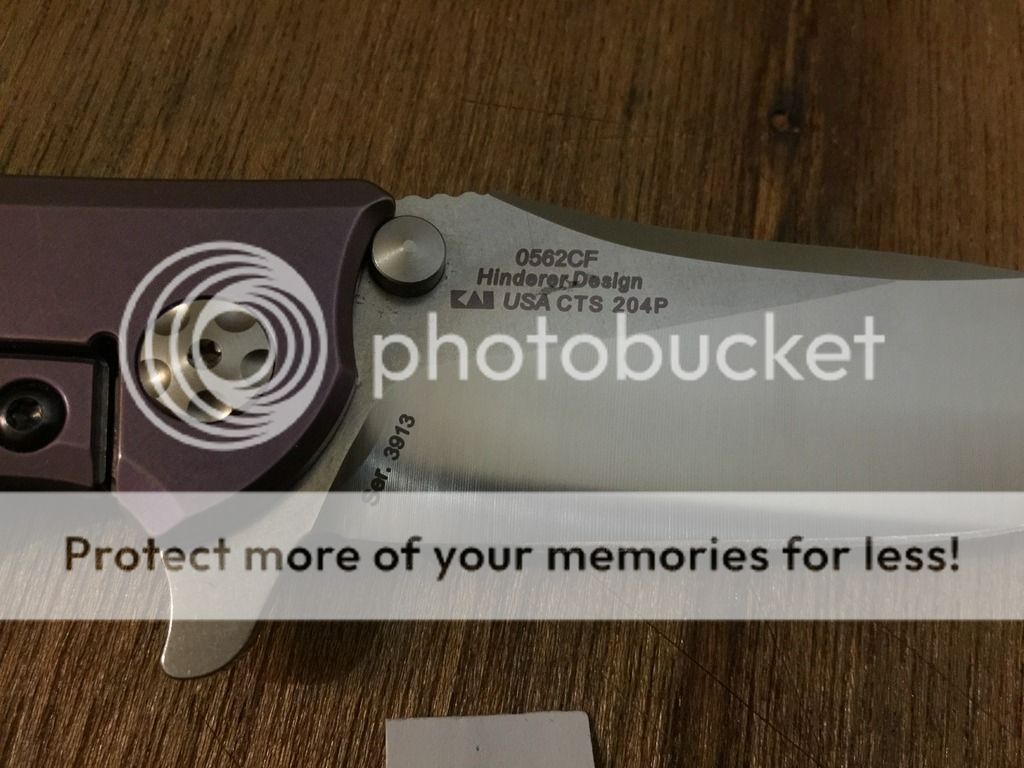 0562CF
Hinderer Design
KAI USA CTS 204P
photobucket
Ser. 3913
Protect more of your memories for less!